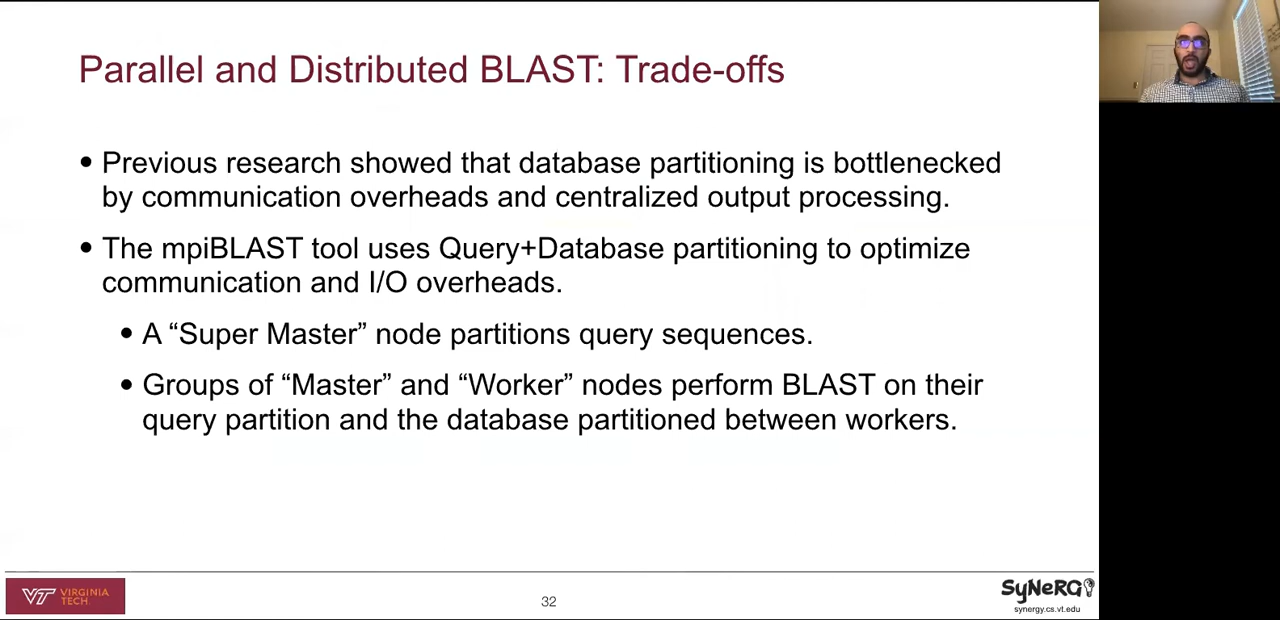 Parallel and Distributed BLAST: Trade-offs
• Previous research showed that database partitioning is bottlenecked
by communication overheads and centralized output processing.
• The mpiBLAST tool uses Query+Database partitioning to optimize
communication and I/O overheads.
• A “Super Master” node partitions query sequences.
• Groups of “Master” and “Worker” nodes perform BLAST on their
query partition and the database partitioned between workers.
VT VIRGINIA
TECH
32
SyNeRGy
synergy.cs.vt.edu